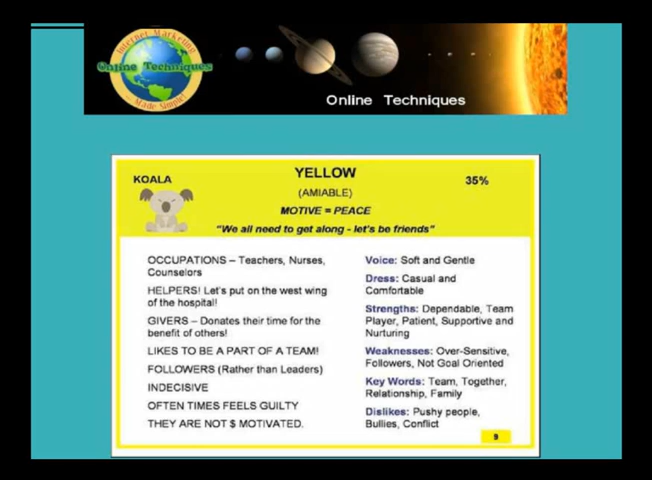 Internet Marketing
Online Techniques
Made Simple
Online Techniques
KOALA
YELLOW
35%
(AMIABLE)
MOTIVE = PEACE
"We all need to get along - let's be friends"
OCCUPATIONS – Teachers, Nurses,
Counselors
HELPERS! Let's put on the west wing
of the hospital!
GIVERS – Donates their time for the
benefit of others!
LIKES TO BE A PART OF A TEAM!
FOLLOWERS (Rather than Leaders)
INDECISIVE
OFTEN TIMES FEELS GUILTY
THEY ARE NOT $ MOTIVATED.
Voice: Soft and Gentle
Dress: Casual and
Comfortable
Strengths: Dependable, Team
Player, Patient, Supportive and
Nurturing
Weaknesses: Over-Sensitive,
Followers, Not Goal Oriented
Key Words: Team, Together,
Relationship, Family
Dislikes: Pushy people,
Bullies, Conflict
9